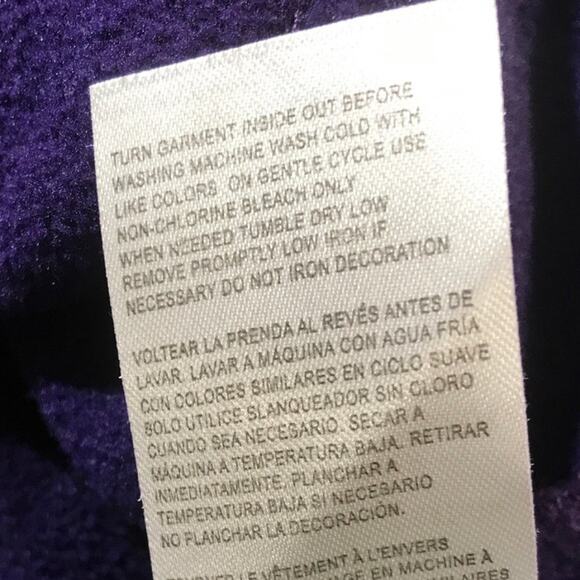 TURN GARMENT INSIDE OUT BEFORE
WASHING MACHINE WASH COLD WITH
LIKE COLORS ON GENTLE CYCLE USE
NON-CHLORINE BLEACH ONLY
WHEN NEEDED TUMBLE DRY LOW
REMOVE PROMPTLY LOW IRON IF
NECESSARY DO NOT IRON DECORATION
VOLTEAR LA PRENDA AL REVÉS ANTES DE
LAVAR. LAVAR A MÁQUINA CON AGUA FRÍA
CON COLORES SIMILARES EN CICLO SUAVE
SOLO UTILICE BLANQUEADOR SIN CLORO
CUANDO SEA NECESARIO. SECAR A
MÁQUINA A TEMPERATURA BAJA. RETIRAR
INMEDIATAMENTE. PLANCHAR A
TEMPERATURA BAJA SI NECESARIO
NO PLANCHAR LA DECORACIÓN.
LE VÊTEMENT À L'ENVERS
EN MACHINE À